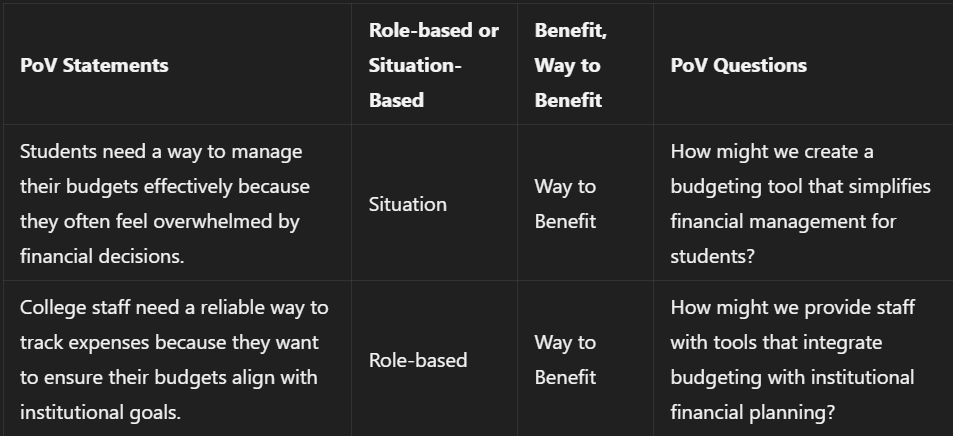 PoV Statements
Role-based or
Situation-
Based
Benefit,
Way to
Benefit
PoV Questions
Students need a way to manage
their budgets effectively because
they often feel overwhelmed by
financial decisions.
Situation
Way to
Benefit
How might we create a
budgeting tool that simplifies
financial management for
students?
College staff need a reliable way to
track expenses because they want
to ensure their budgets align with
institutional goals.
Role-based
Way to
Benefit
How might we provide staff
with tools that integrate
budgeting with institutional
financial planning?